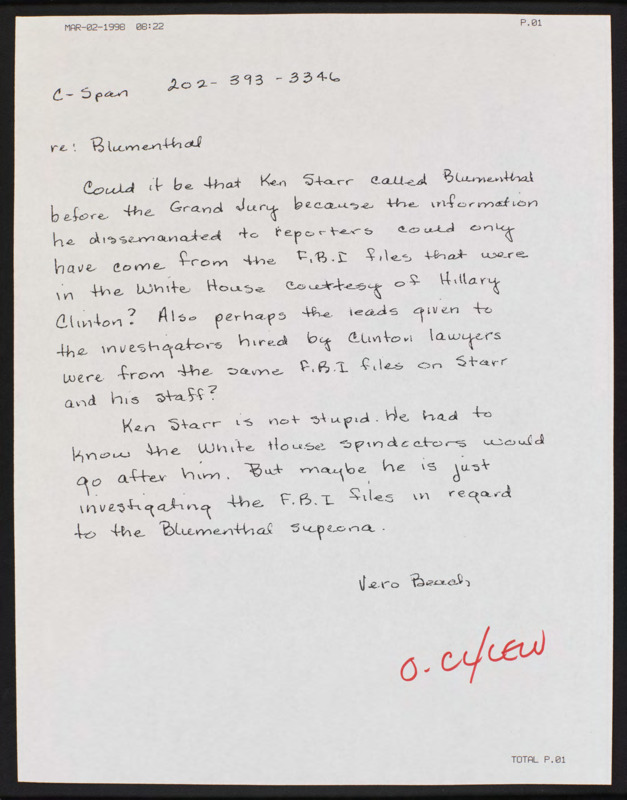 MAR-02-1998 08:22 P.01
C-Span 202-393-3346
re: Blumenthal
Could it be that Ken Starr called Blumenthal
before the Grand Jury because the information
he dissemanated to reporters could only
have come from the F.B.I files that were
in the White House courtesy of Hillary
Clinton? Also perhaps the leads given to
the investigators hired by Clinton lawyers
were from the same F.B.I files on Starr
and his staff?
Ken Starr is not stupid. He had to
know the White House spindoctors would
go after him. But maybe he is just
investigating the F.B.I files in regard
to the Blumenthal supeona.
Vero Beach
O.
TOTAL P.01